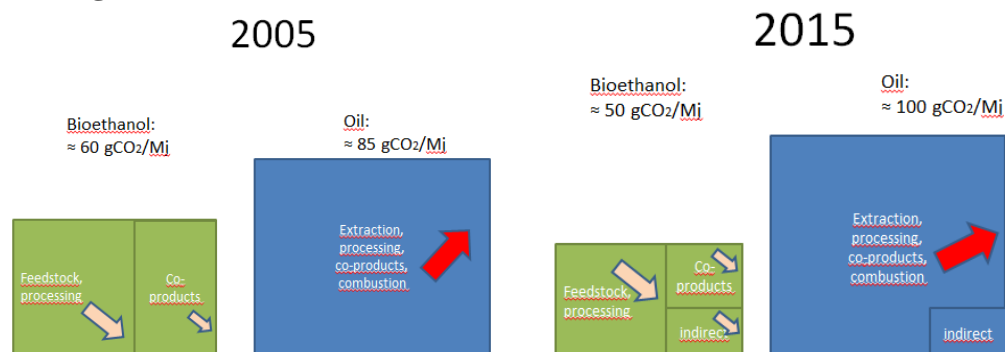 2005
Bioethanol:
≈ 60 gCO2/Mj
Oil:
≈ 85 gCO2/Mj
Feedstock,
processing
Co-
products
Extraction,
processing,
co-products,
combustion
2015
Bioethanol:
≈ 50 gCO2/Mj
Oil:
≈ 100 gCO2/Mj
Feedstock,
processing
Co-
products
indirect
Extraction,
processing,
co-products,
combustion
indirect